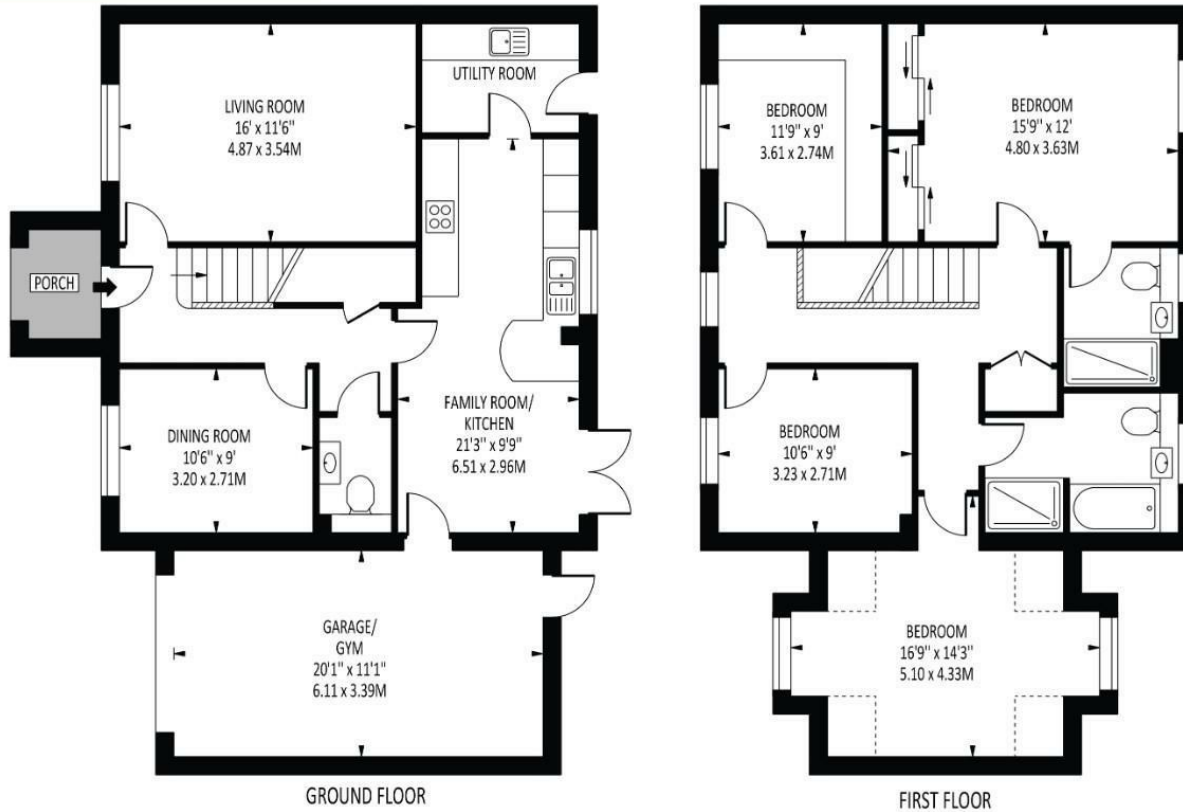 LIVING ROOM
16' x 11'6"
4.87 x 3.54M
UTILITY ROOM
PORCH
DINING ROOM
10'6" x 9'
3.20 x 2.71M
FAMILY ROOM/
KITCHEN
21'3" x 9'9"
6.51 x 2.96M
GARAGE/
GYM
20'1" x 11'1"
6.11 x 3.39M
GROUND FLOOR
BEDROOM
11'9" x 9'
3.61 x 2.74M
BEDROOM
15'9" x 12'
4.80 x 3.63M
BEDROOM
10'6" x 9'
3.23 x 2.71M
BEDROOM
16'9" x 14'3"
5.10 x 4.33M
FIRST FLOOR